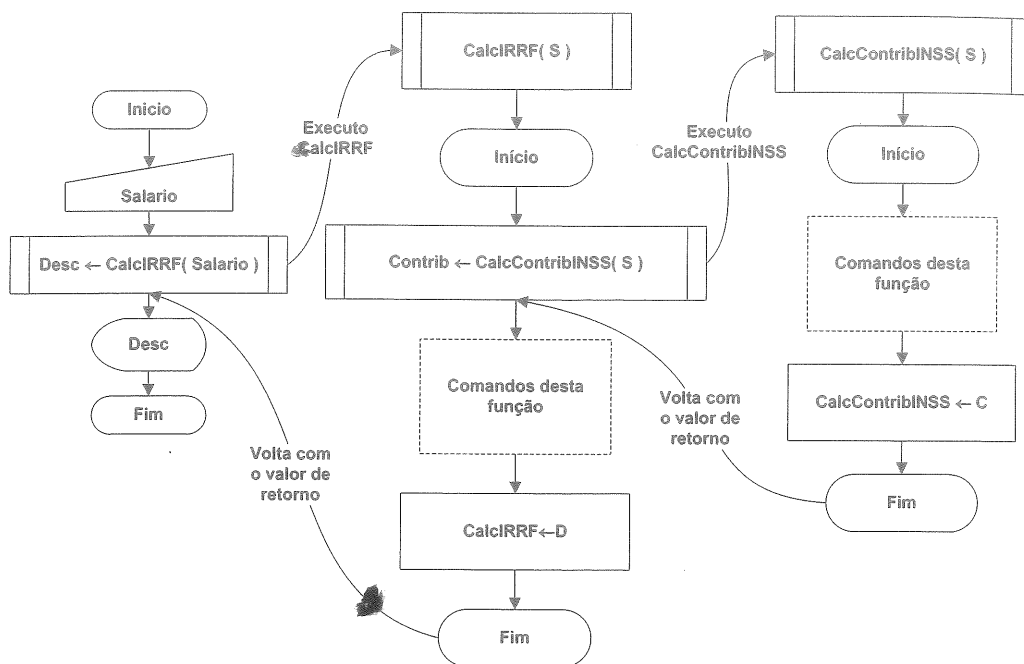 Inicio
Salario
Desc ← CalcIRRF( Salario )
Desc
Fim
Executo
CalcIRRF
Volta com
o valor de
retorno
CalcIRRF( S )
Início
Contrib ← CalcContribINSS( S )
Comandos desta
função
CalcIRRF←D
Fim
Executo
CalcContribINSS
Volta com
o valor de
retorno
CalcContribINSS( S )
Início
Comandos desta
função
CalcContribINSS ← C
Fim